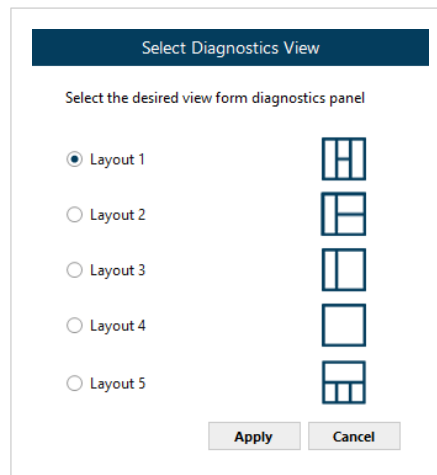 Select Diagnostics View
Select the desired view form diagnostics panel
Layout 1
Layout 2
Layout 3
Layout 4
Layout 5
Apply Cancel